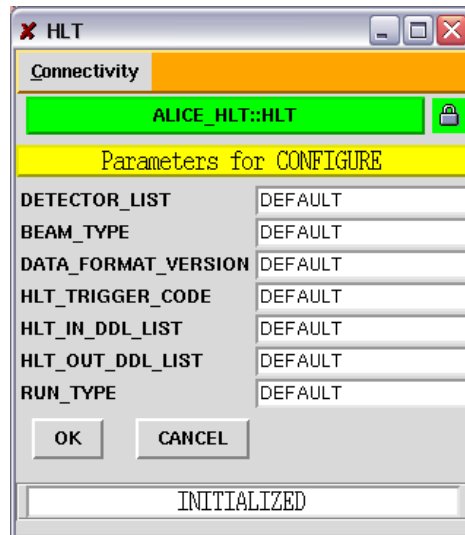 HLT
Connectivity
ALICE_HLT::HLT
Parameters for CONFIGURE
DETECTOR_LIST DEFAULT
BEAM_TYPE DEFAULT
DATA_FORMAT_VERSION DEFAULT
HLT_TRIGGER_CODE DEFAULT
HLT_IN_DDL_LIST DEFAULT
HLT_OUT_DDL_LIST DEFAULT
RUN_TYPE DEFAULT
OK CANCEL
INITIALIZED